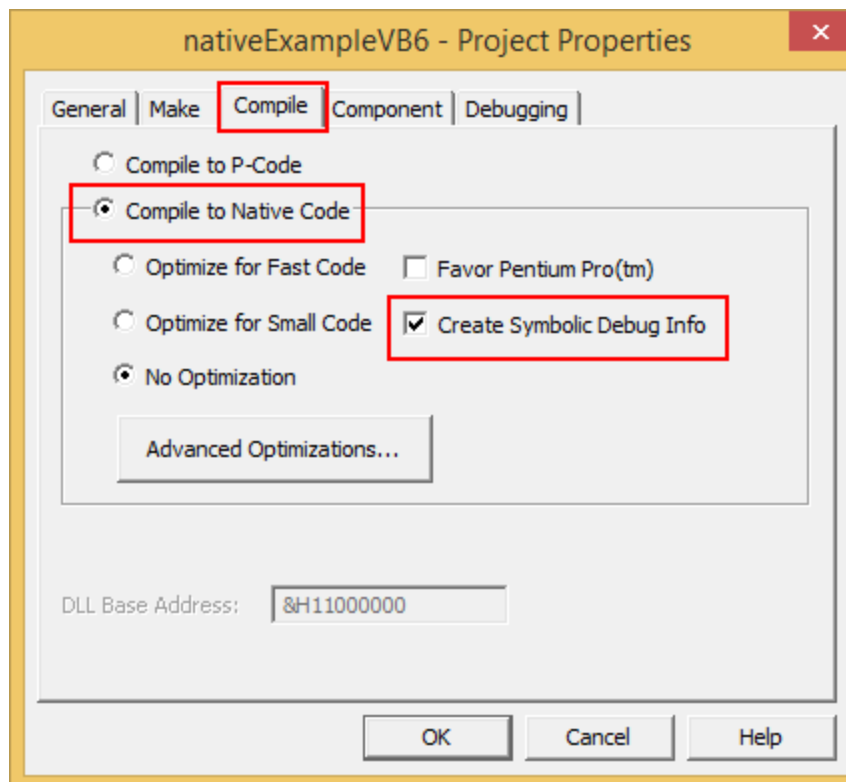 nativeExampleVB6 - Project Properties
General Make Compile Component Debugging
Compile to P-Code
Compile to Native Code
Optimize for Fast Code Favor Pentium Pro(tm)
Optimize for Small Code Create Symbolic Debug Info
No Optimization
Advanced Optimizations...
DLL Base Address: &H11000000
OK Cancel Help